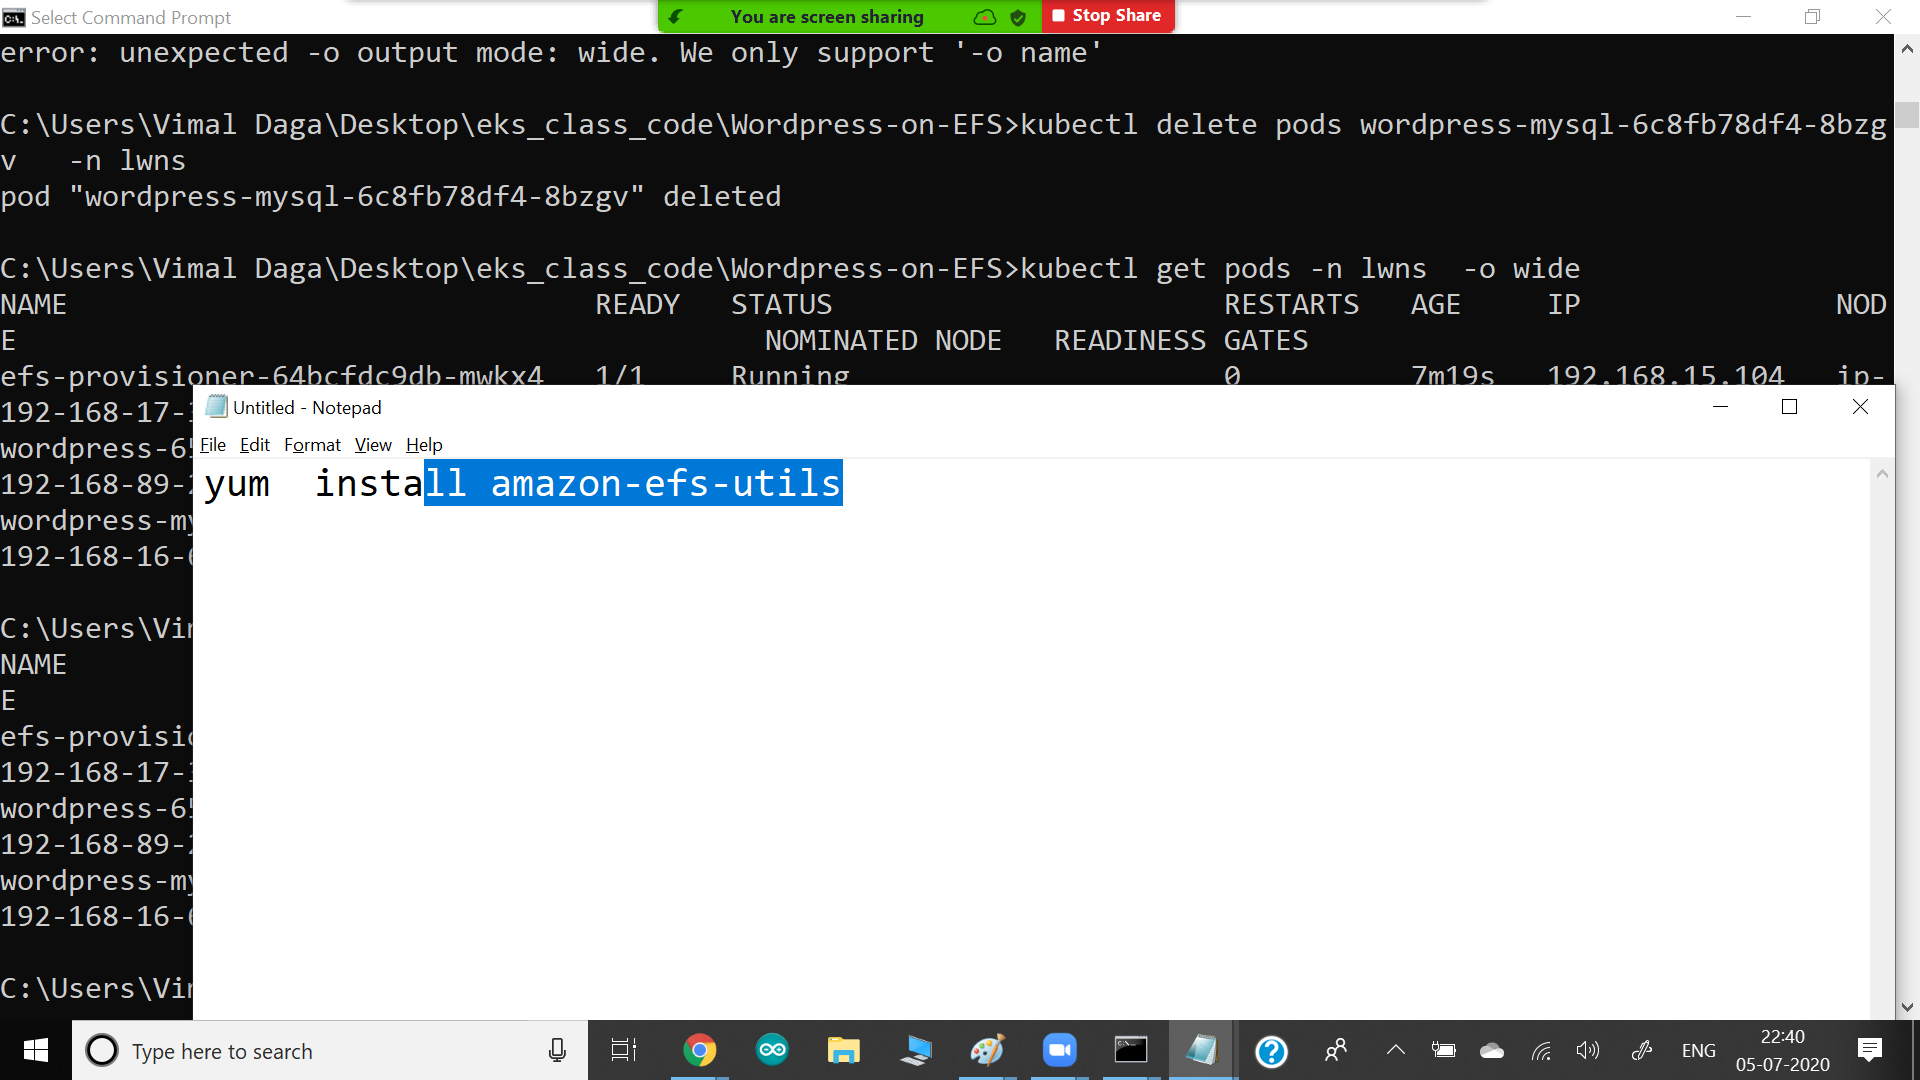 Select Command Prompt
You are screen sharing
Stop Share
error: unexpected -o output mode: wide. We only support '-o name'
C:\Users\Vimal Daga\Desktop\eks_class_code\Wordpress-on-EFS>kubectl delete pods wordpress-mysql-6c8fb78df4-8bzg
v   -n lwns
pod "wordpress-mysql-6c8fb78df4-8bzgv" deleted
C:\Users\Vimal Daga\Desktop\eks_class_code\Wordpress-on-EFS>kubectl get pods -n lwns  -o wide
NAME READY STATUS RESTARTS AGE IP NOD
E NOMINATED NODE READINESS GATES
efs-provisioner-64bcfdc9db-mwkx4 1/1 Running 0 7m19s 192.168.15.104 ip-
192-168-17-
Untitled - Notepad
wordpress-6
File Edit Format View Help
192-168-89-
yum  install amazon-efs-utils
wordpress-my
192-168-16-
C:\Users\Vi
NAME
E
efs-provisi
192-168-17-
wordpress-6
192-168-89-
wordpress-my
192-168-16-
C:\Users\Vi
Type here to search
ENG
22:40
05-07-2020